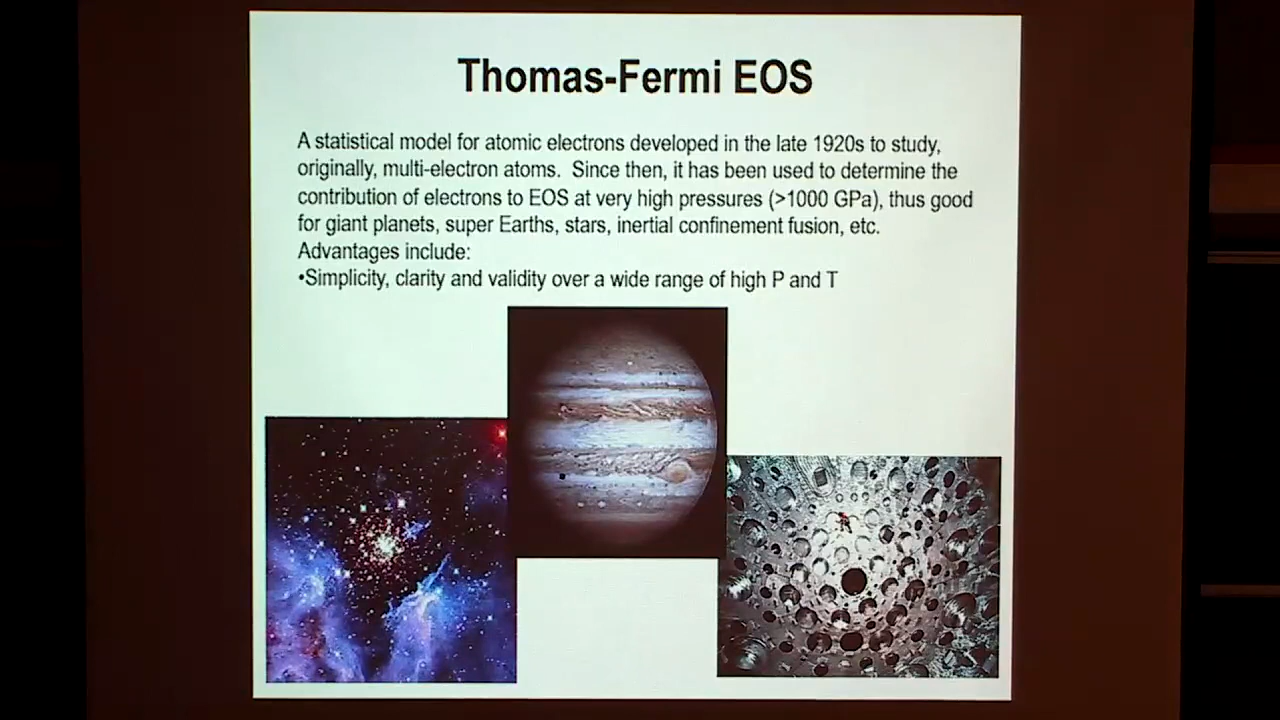 Thomas-Fermi EOS
A statistical model for atomic electrons developed in the late 1920s to study,
originally, multi-electron atoms. Since then, it has been used to determine the
contribution of electrons to EOS at very high pressures (>1000 GPa), thus good
for giant planets, super Earths, stars, inertial confinement fusion, etc.
Advantages include:
•Simplicity, clarity and validity over a wide range of high P and T